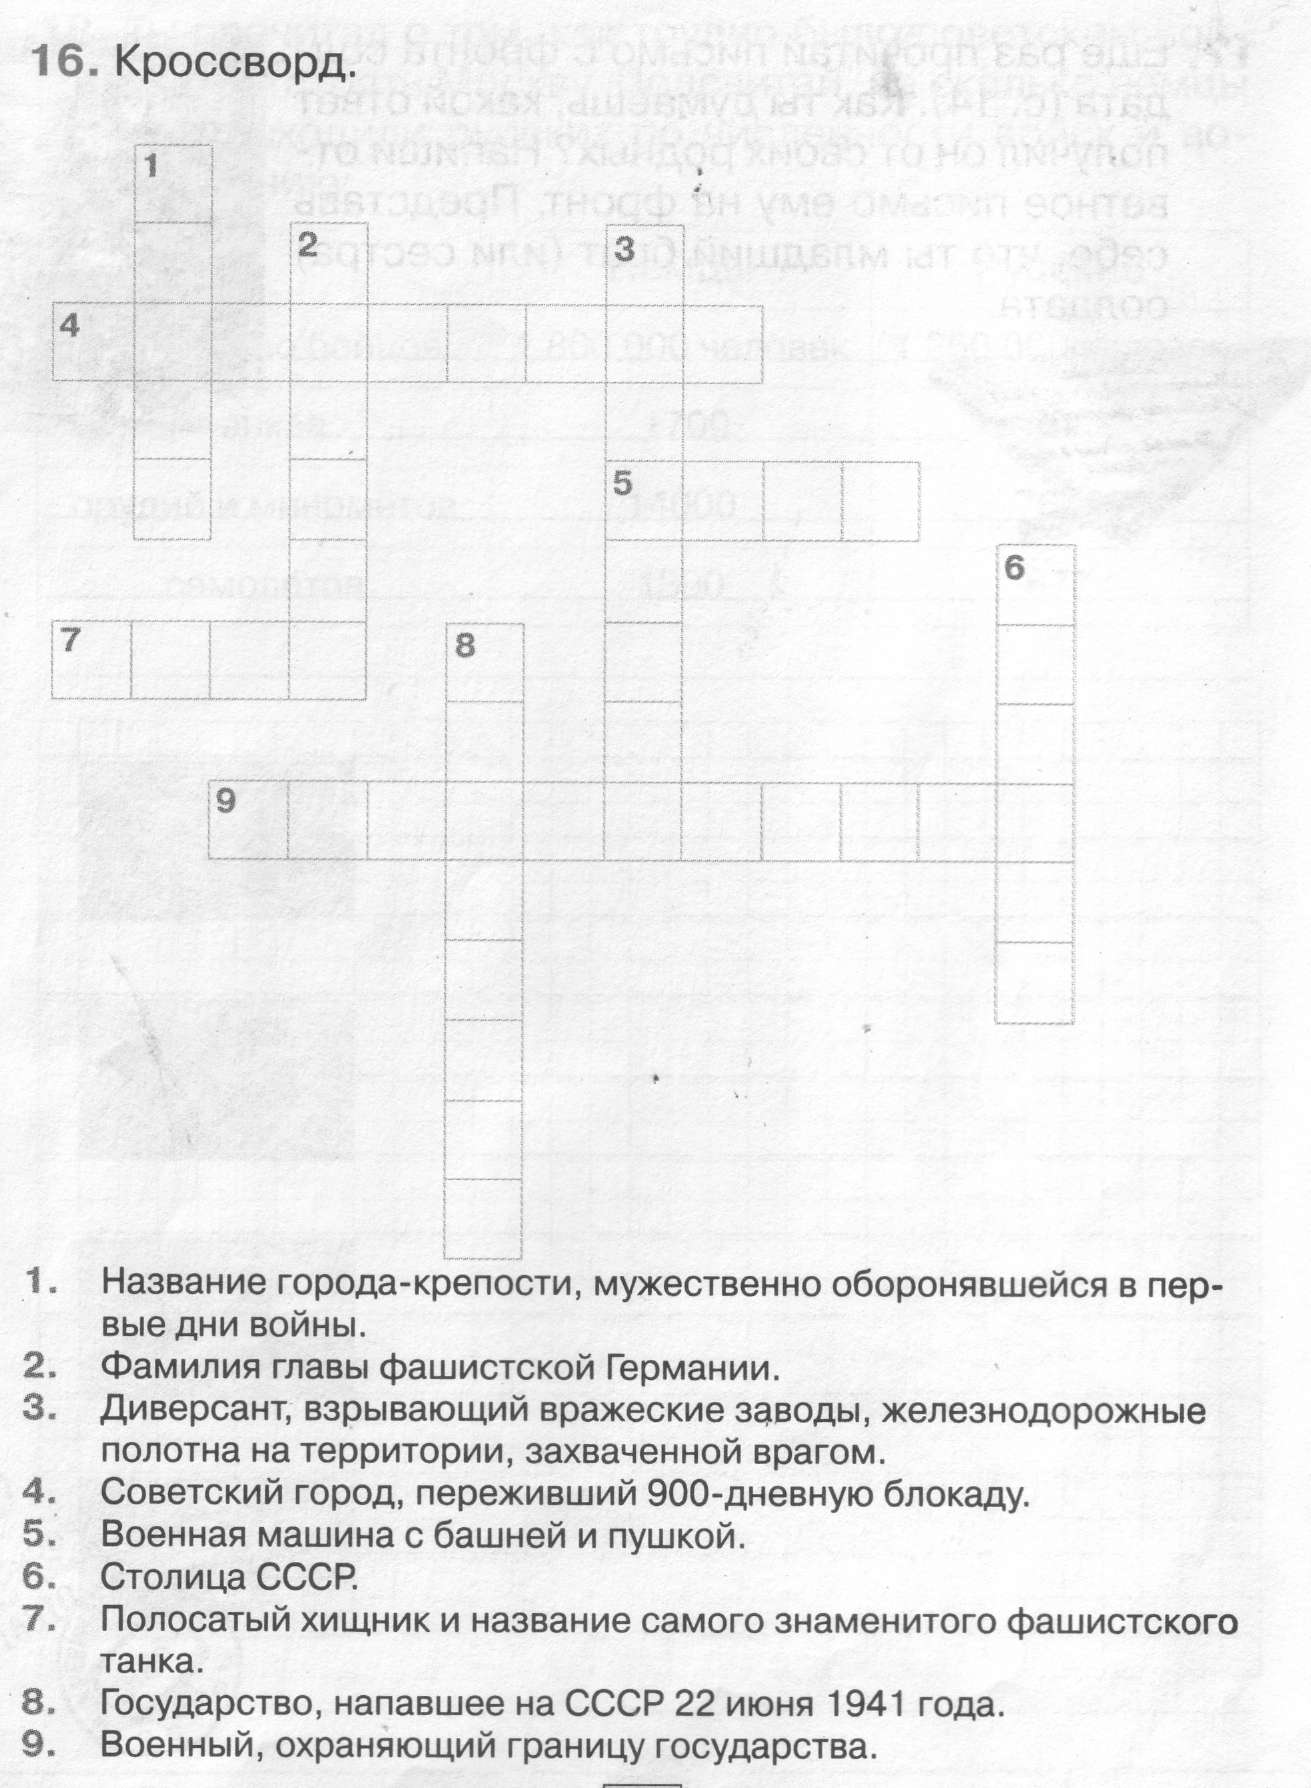 16. Кроссворд.
1
2
3
4
5
6
7
8
9
1. Название города-крепости, мужественно оборонявшейся в пер-
вые дни войны.
2. Фамилия главы фашистской Германии.
3. Диверсант, взрывающий вражеские заводы, железнодорожные
полотна на территории, захваченной врагом.
4. Советский город, переживший 900-дневную блокаду.
5. Военная машина с башней и пушкой.
6. Столица СССР.
7. Полосатый хищник и название самого знаменитого фашистского
танка.
8. Государство, напавшее на СССР 22 июня 1941 года.
9. Военный, охраняющий границу государства.